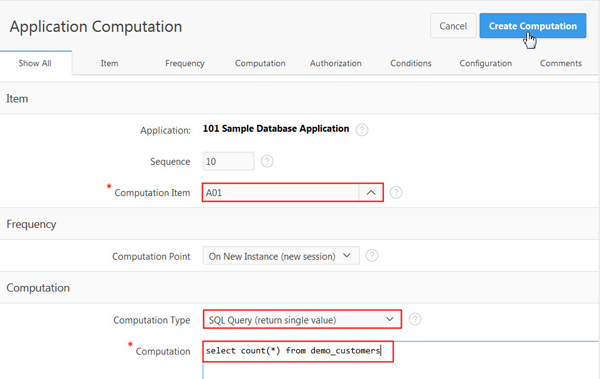 Application Computation
Cancel
Create Computation
Show All
Item
Frequency
Computation
Authorization
Conditions
Configuration
Comments
Item
Application: 101 Sample Database Application ?
Sequence 10 ?
* Computation Item A01 ?
Frequency
Computation Point On New Instance (new session) ?
Computation
Computation Type SQL Query (return single value) ?
* Computation select count(*) from demo_customers